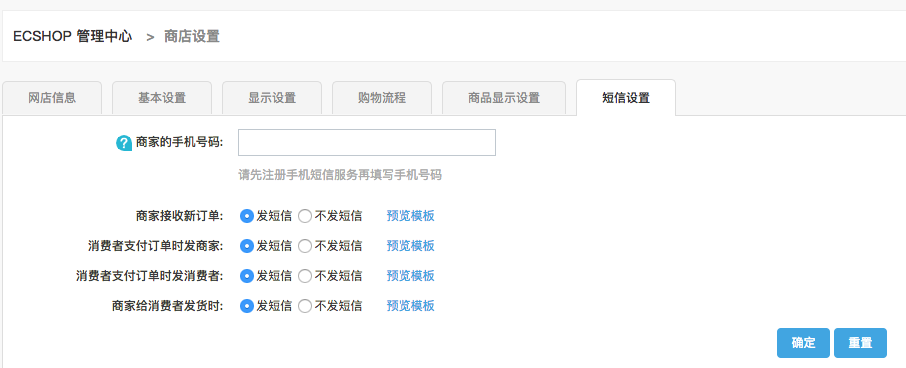 ECSHOP 管理中心 > 商店设置
网店信息 基本设置 显示设置 购物流程 商品显示设置 短信设置
? 商家的手机号码:
请先注册手机短信服务再填写手机号码
商家接收新订单: 发短信 不发短信 预览模板
消费者支付订单时发商家: 发短信 不发短信 预览模板
消费者支付订单时发消费者: 发短信 不发短信 预览模板
商家给消费者发货时: 发短信 不发短信 预览模板
确定 重置